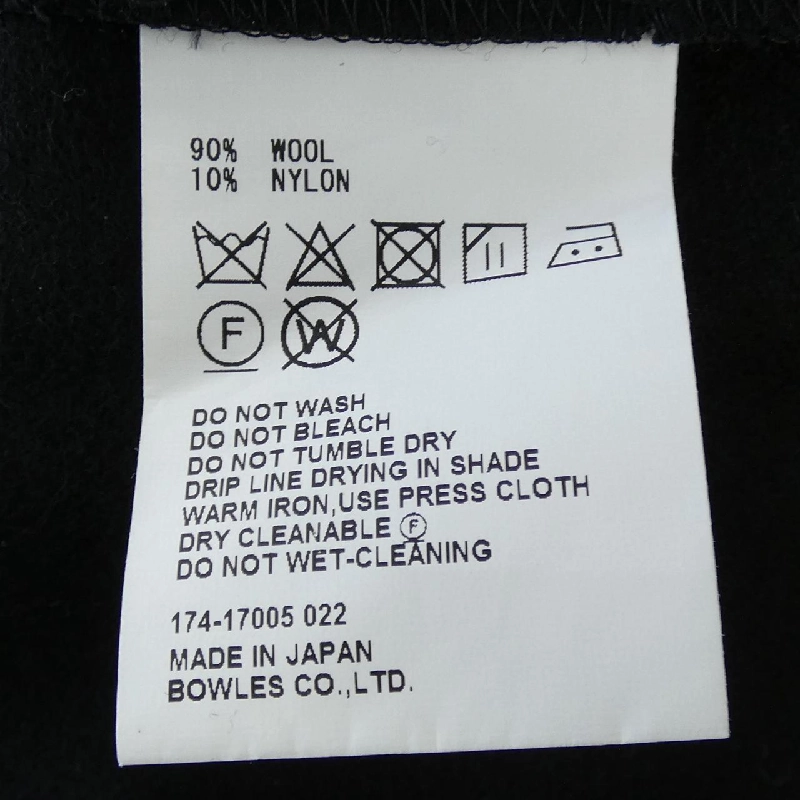 90% WOOL
10% NYLON
F W
DO NOT WASH
DO NOT BLEACH
DO NOT TUMBLE DRY
DRIP LINE DRYING IN SHADE
WARM IRON,USE PRESS CLOTH
DRY CLEANABLE Ⓕ
DO NOT WET-CLEANING
174-17005 022
MADE IN JAPAN
BOWLES CO.,LTD.